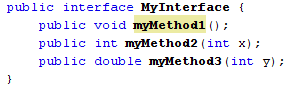 public interface MyInterface {
    public void myMethod1();
    public int myMethod2(int x);
    public double myMethod3(int y);
}